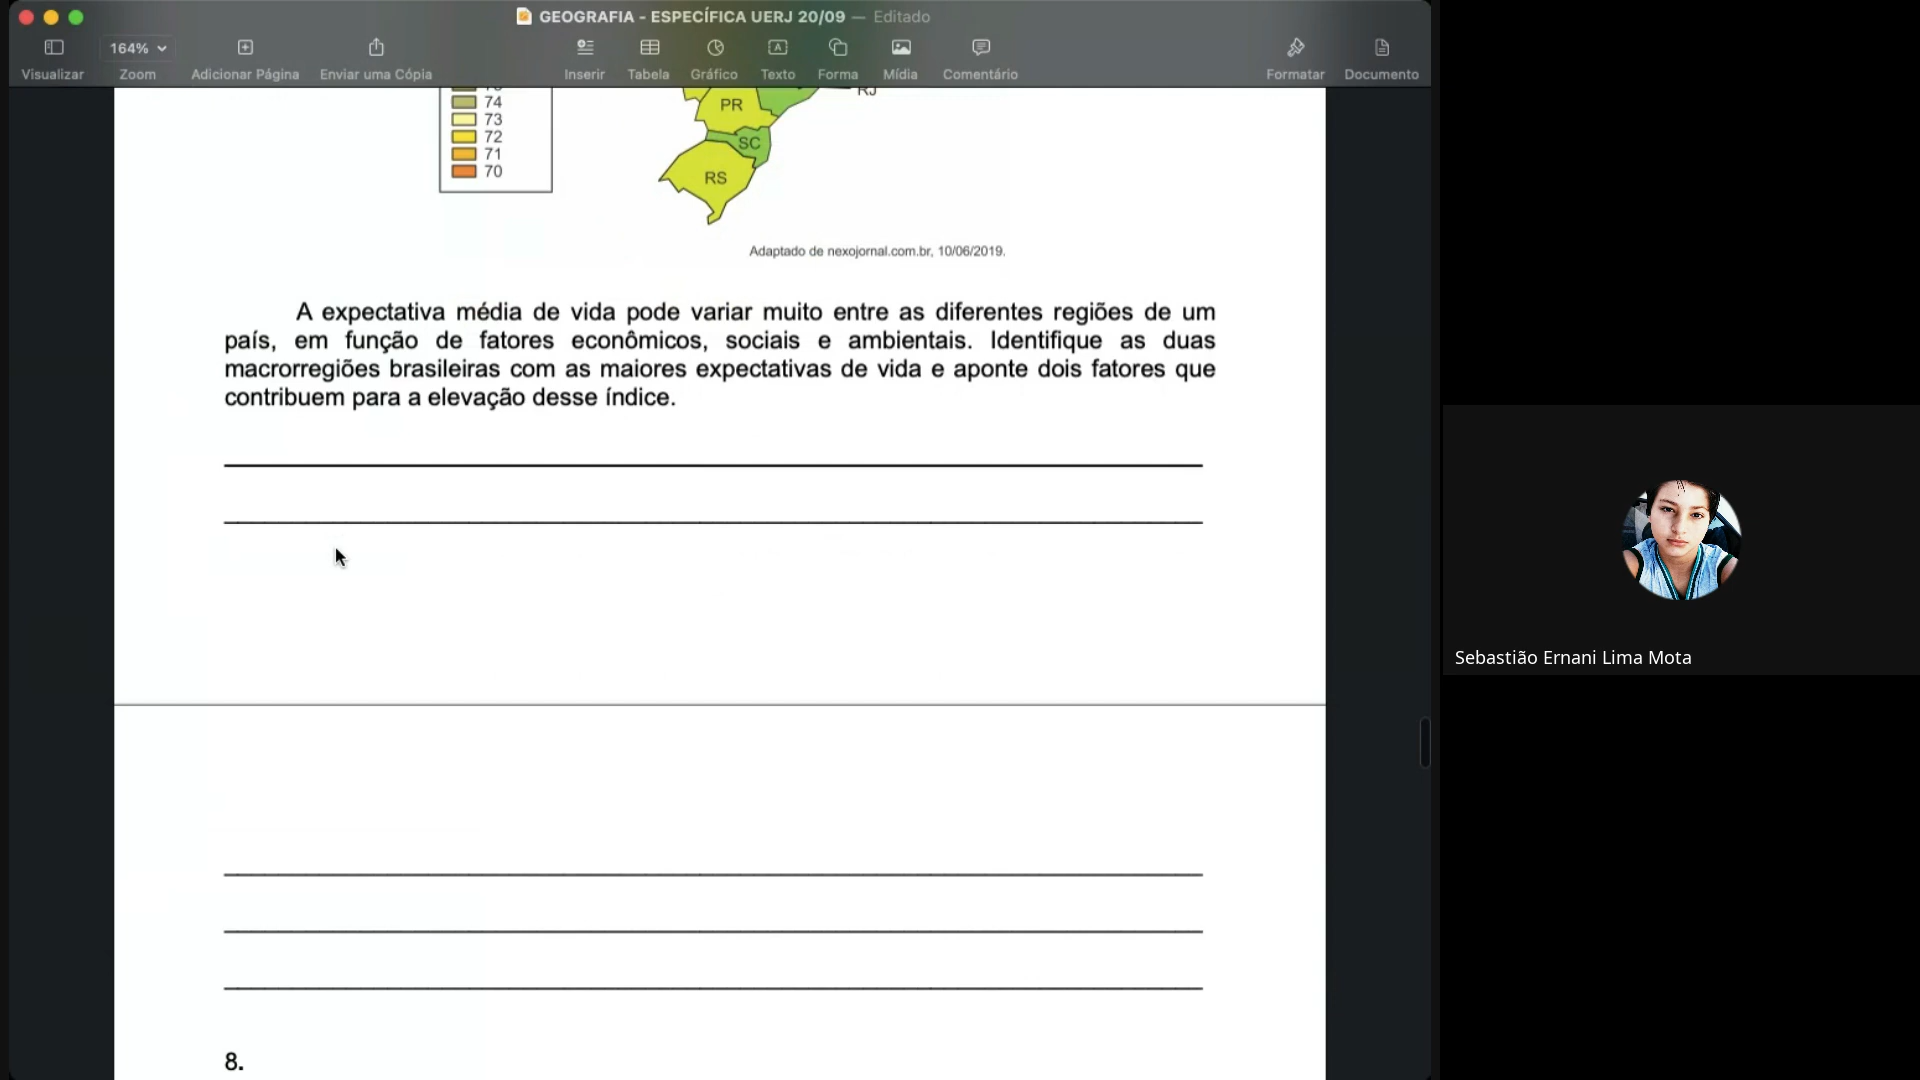 GEOGRAFIA - ESPECÍFICA UERJ 20/09 — Editado
164%
Visualizar Zoom Adicionar Página Enviar uma Cópia Inserir Tabela Gráfico Texto Forma Mídia Comentário Formatar Documento
RJ
74
73
72
71
70
PR
SC
RS
Adaptado de nexojornal.com.br, 10/06/2019.
A expectativa média de vida pode variar muito entre as diferentes regiões de um
país, em função de fatores econômicos, sociais e ambientais. Identifique as duas
macrorregiões brasileiras com as maiores expectativas de vida e aponte dois fatores que
contribuem para a elevação desse índice.
8.
Sebastião Ernani Lima Mota